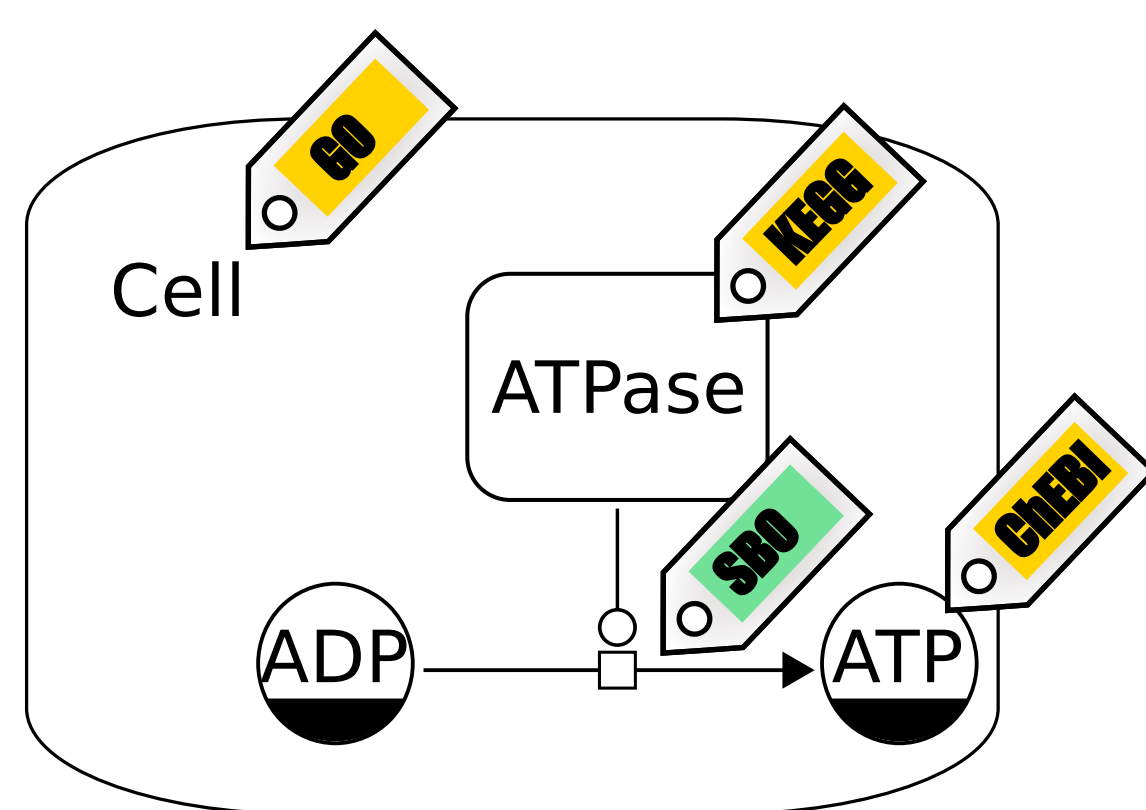 GO
KEGG
Cell
ATPase
ChEBI
SBO
ADP
ATP